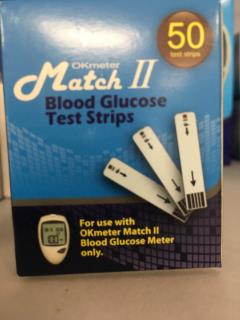 50
test strips
OKmeter
Match II
Blood Glucose
Test Strips
For use with
OKmeter Match II
Blood Glucose Meter
only.